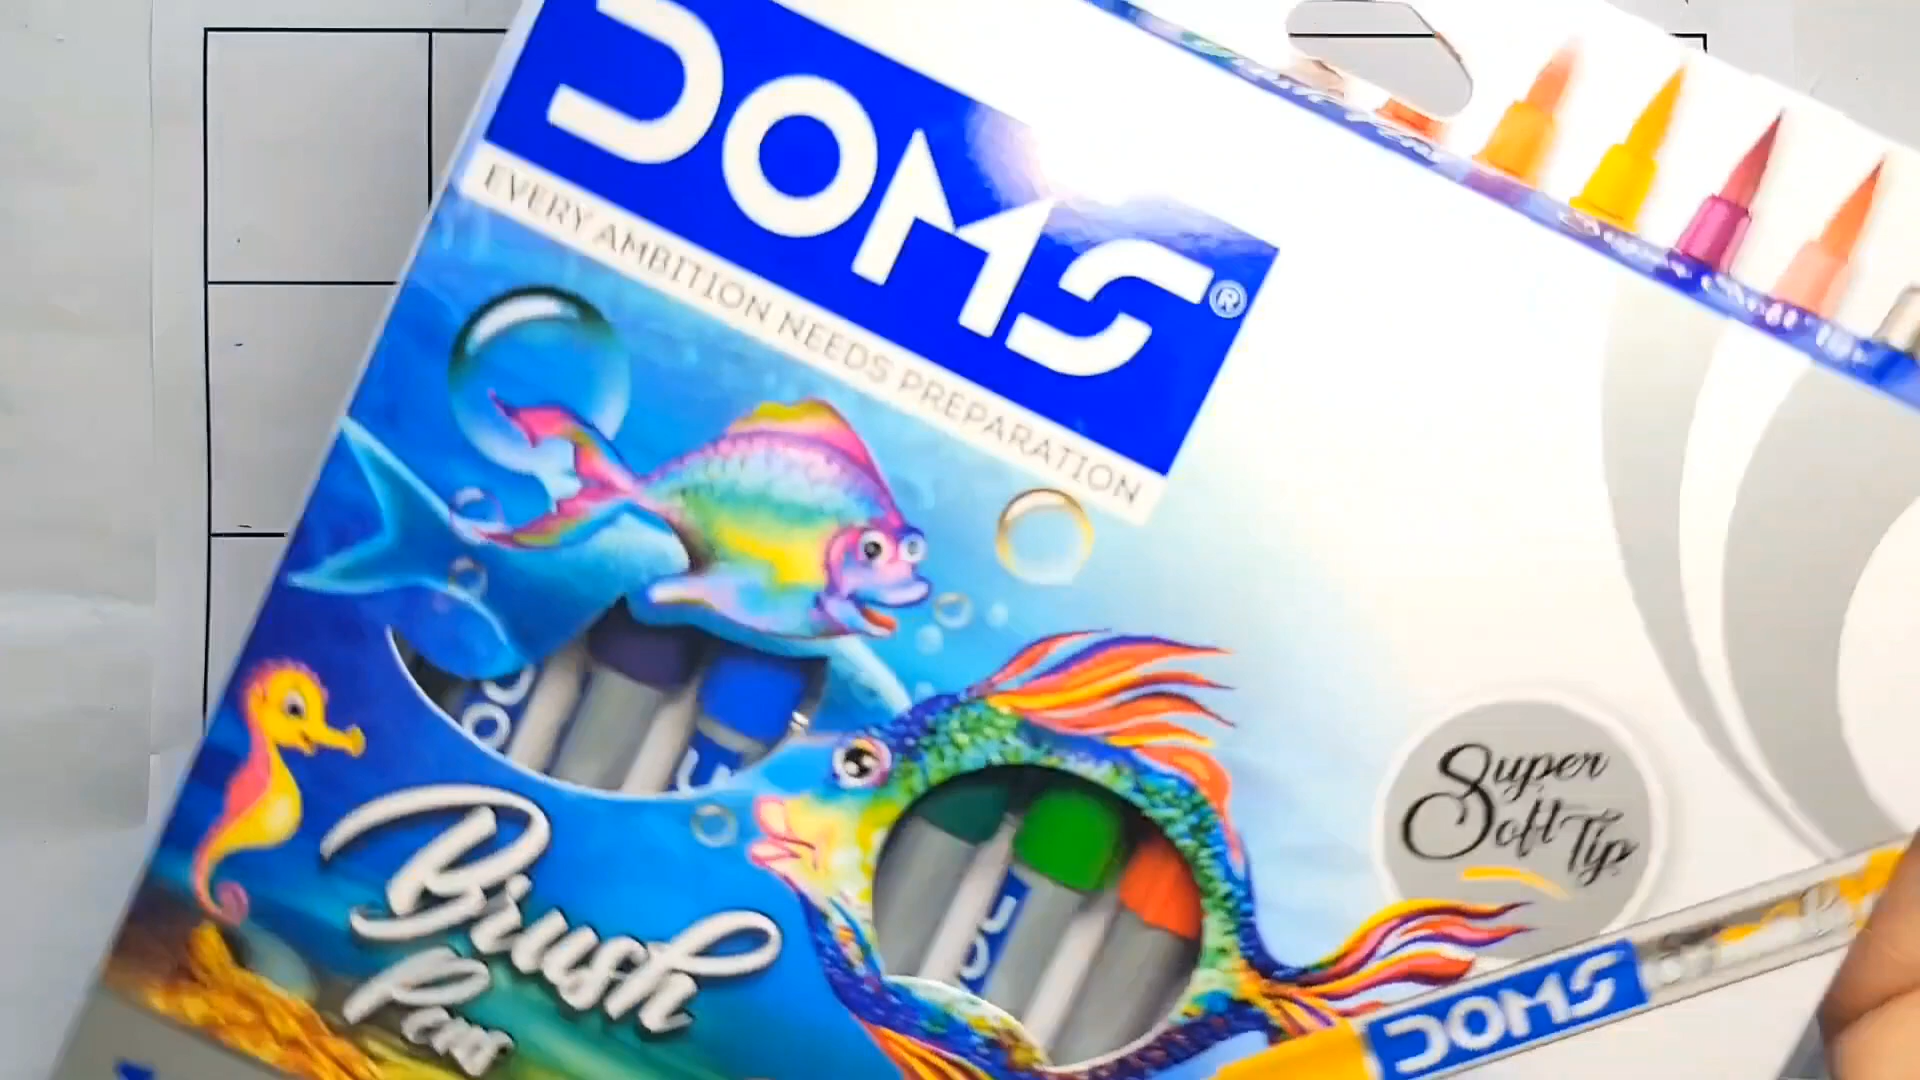 DOMS®
EVERY AMBITION NEEDS PREPARATION
Super
Soft Tip
Brush
Pens
DOMS